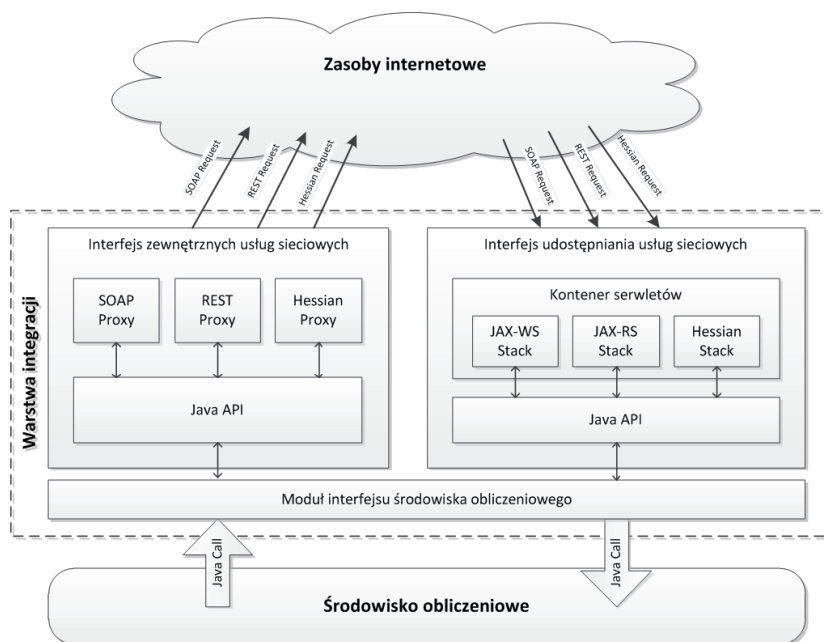 Zasoby internetowe
SOAP Request
REST Request
Hessian Request
SOAP Request
REST Request
Hessian Request
Warstwa integracji
Interfejs zewnętrznych usług sieciowych
SOAP
Proxy
REST
Proxy
Hessian
Proxy
Java API
Interfejs udostępniania usług sieciowych
Kontener serwletów
JAX-WS
Stack
JAX-RS
Stack
Hessian
Stack
Java API
Moduł interfejsu środowiska obliczeniowego
Java Call
Java Call
Środowisko obliczeniowe